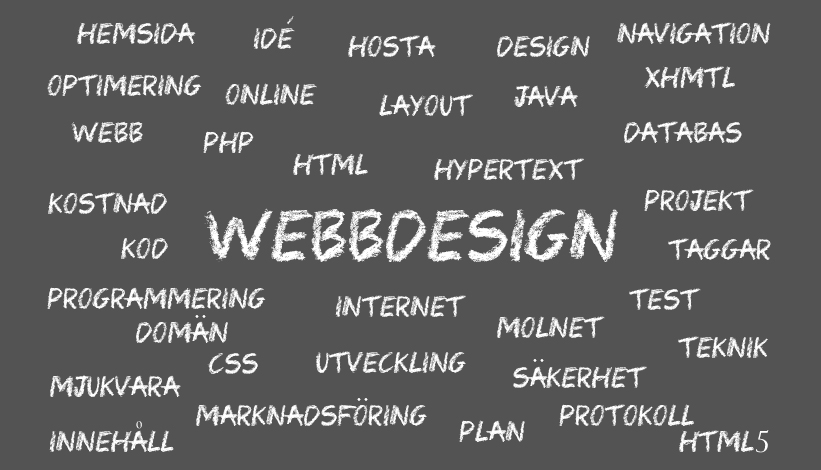 HEMSIDA
IDÉ
HOSTA
DESIGN
NAVIGATION
OPTIMERING
ONLINE
LAYOUT
JAVA
XHMTL
WEBB
PHP
DATABAS
HTML
HYPERTEXT
KOSTNAD
PROJEKT
WEBBDESIGN
KOD
TAGGAR
PROGRAMMERING
INTERNET
TEST
DOMÄN
MOLNET
TEKNIK
CSS
UTVECKLING
SÄKERHET
MJUKVARA
MARKNADSFÖRING
PLAN
PROTOKOLL
INNEHÅLL
HTML5